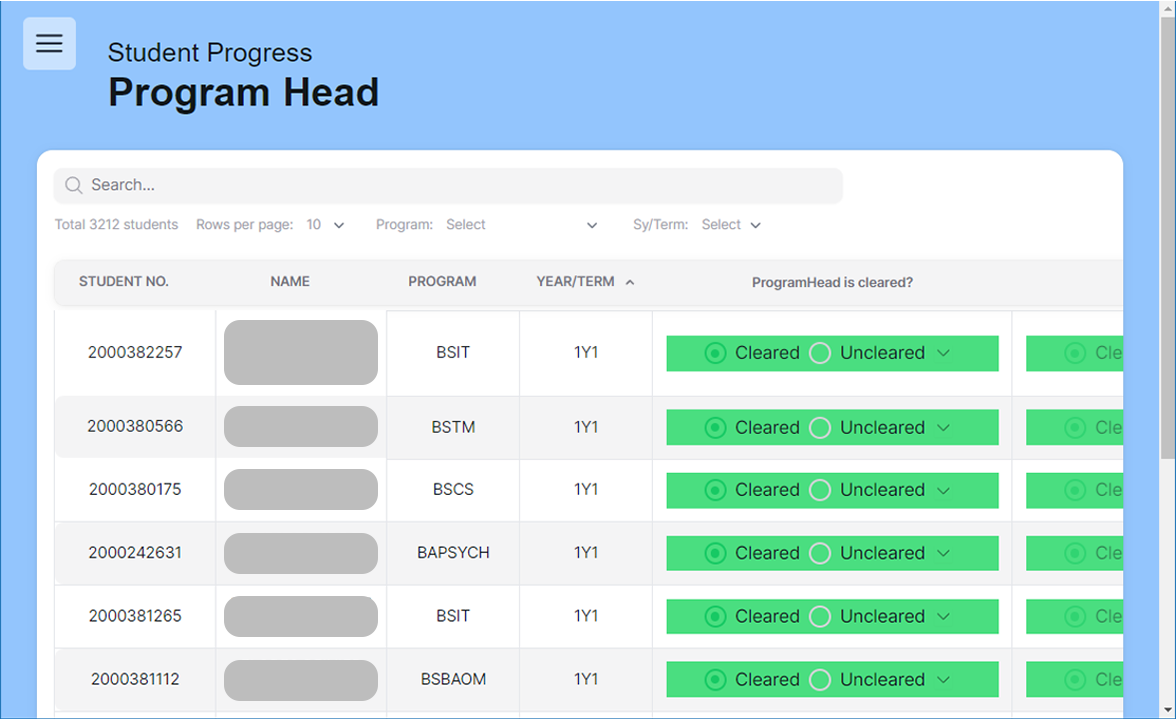 Student Progress
Program Head
Search...
Total 3212 students Rows per page: 10 Program: Select Sy/Term: Select
STUDENT NO. NAME PROGRAM YEAR/TERM ProgramHead is cleared?
2000382257 BSIT 1Y1 Cleared Uncleared Cle
2000380566 BSTM 1Y1 Cleared Uncleared Cle
2000380175 BSCS 1Y1 Cleared Uncleared Cle
2000242631 BAPSYCH 1Y1 Cleared Uncleared Cle
2000381265 BSIT 1Y1 Cleared Uncleared Cle
2000381112 BSBAOM 1Y1 Cleared Uncleared Cle